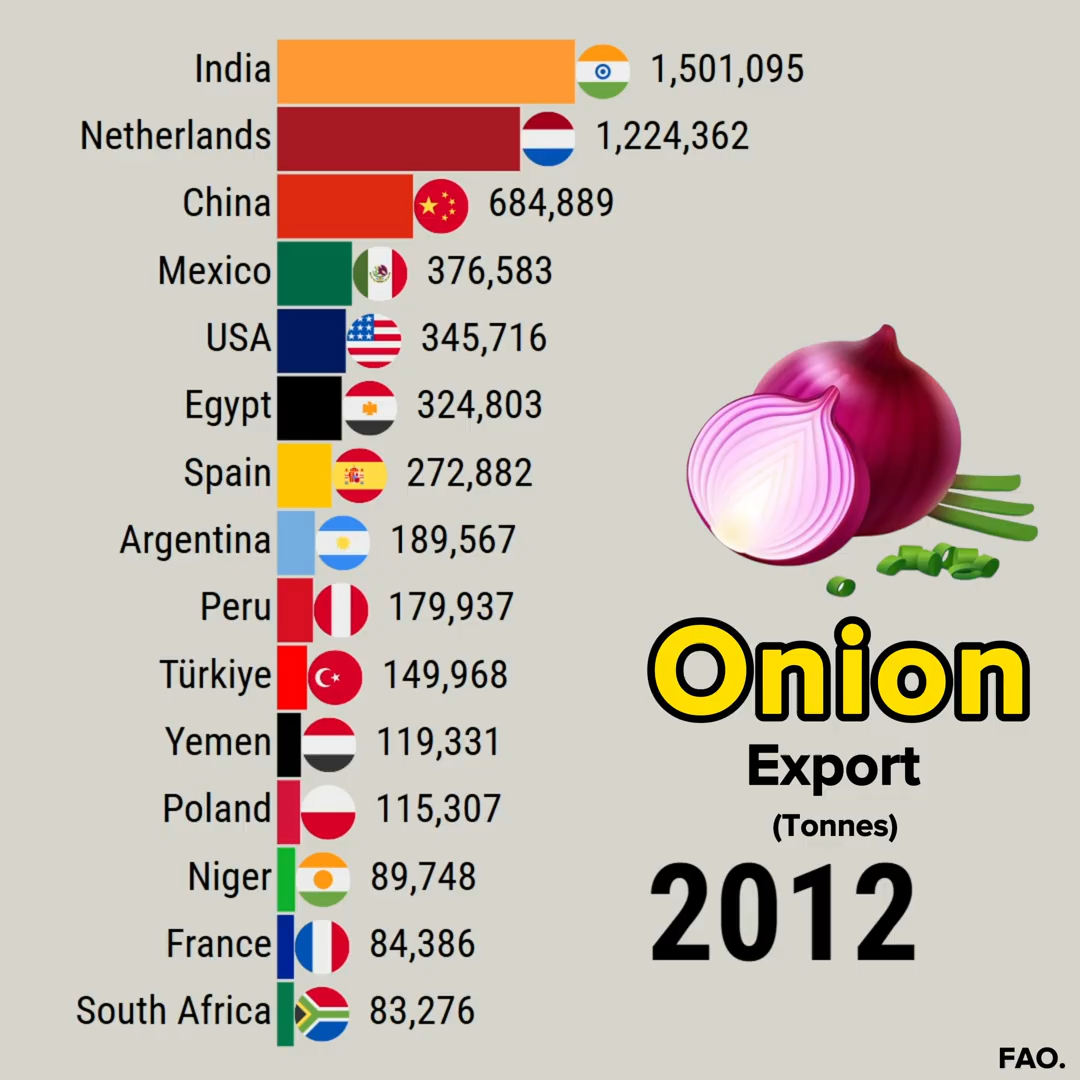 India 1,501,095
Netherlands 1,224,362
China 684,889
Mexico 376,583
USA 345,716
Egypt 324,803
Spain 272,882
Argentina 189,567
Peru 179,937
Türkiye 149,968
Yemen 119,331
Poland 115,307
Niger 89,748
France 84,386
South Africa 83,276
Onion
Export
(Tonnes)
2012
FAO.